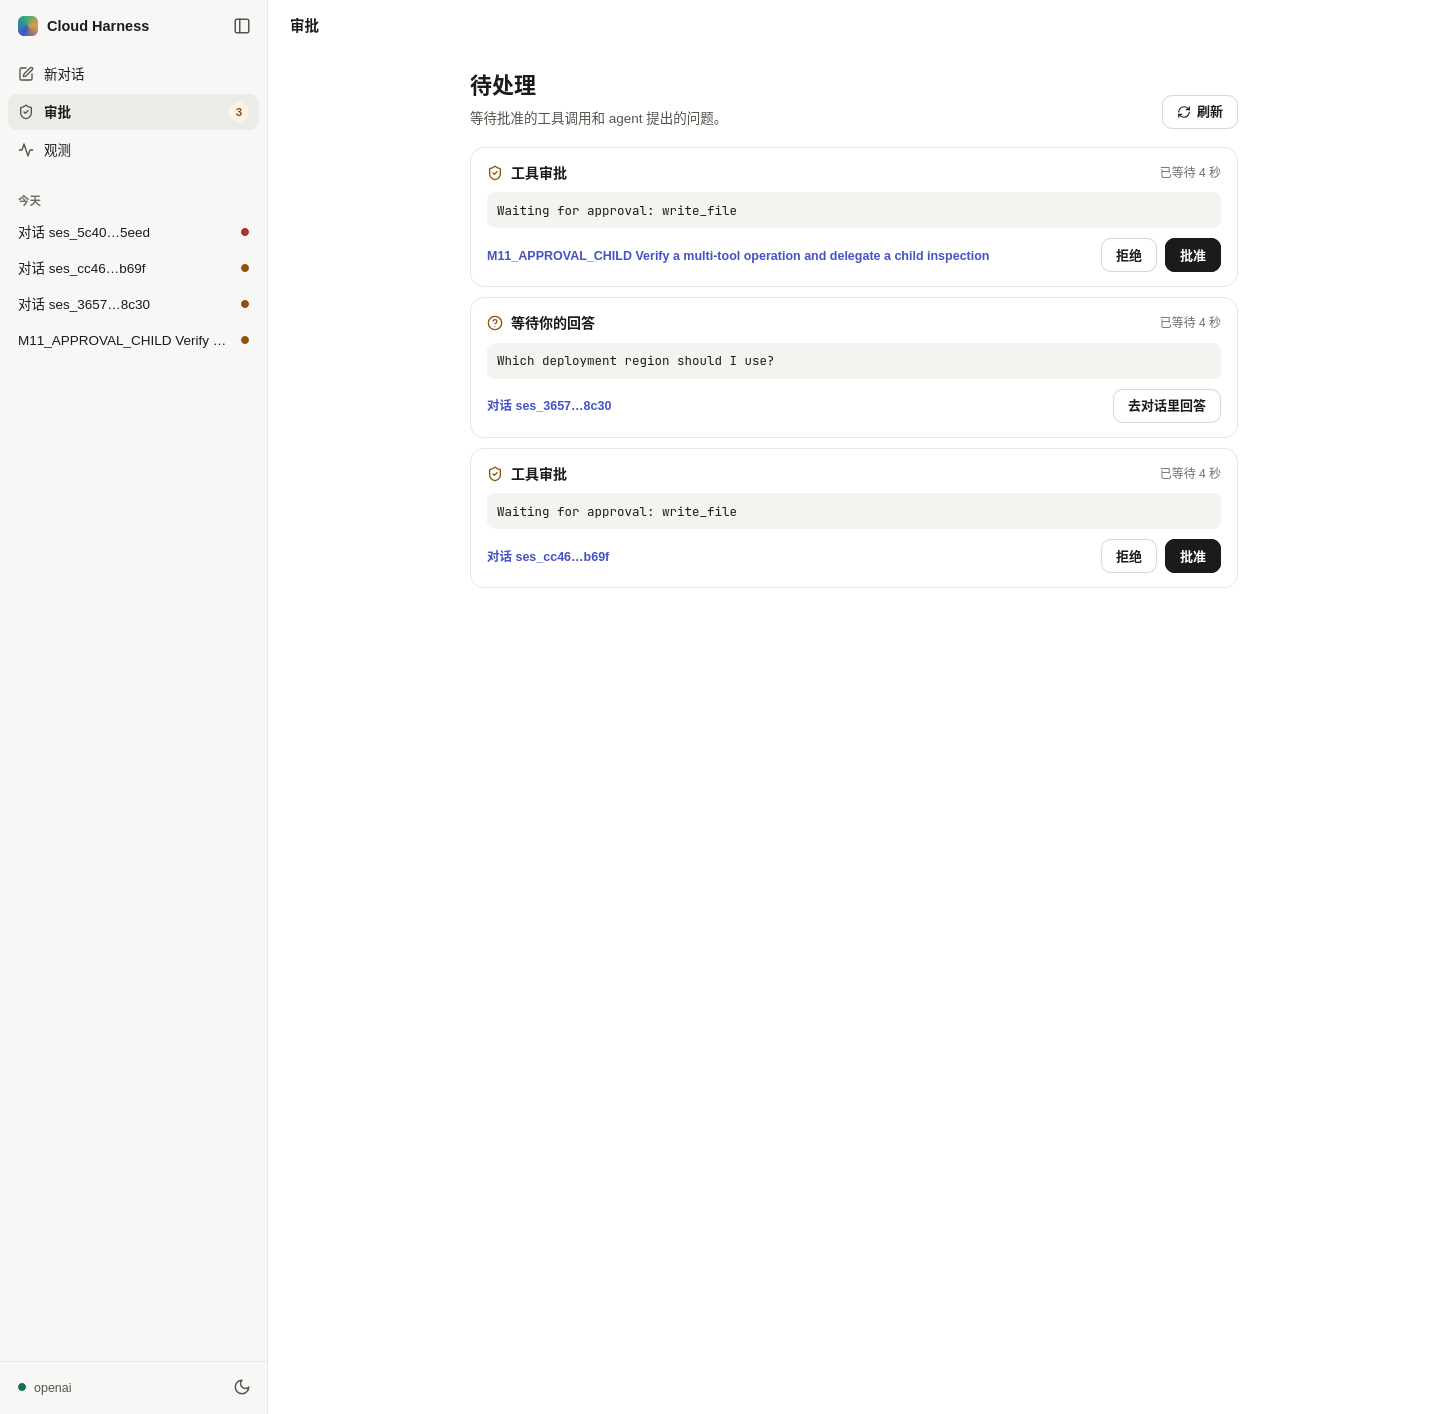 Cloud Harness
新对话
审批
3
观测
今天
对话 ses_5c40…5eed
对话 ses_cc46…b69f
对话 ses_3657…8c30
M11_APPROVAL_CHILD Verify …
openai
审批
待处理
等待批准的工具调用和 agent 提出的问题。
刷新
工具审批
已等待 4 秒
Waiting for approval: write_file
M11_APPROVAL_CHILD Verify a multi-tool operation and delegate a child inspection
拒绝
批准
等待你的回答
已等待 4 秒
Which deployment region should I use?
对话 ses_3657…8c30
去对话里回答
工具审批
已等待 4 秒
Waiting for approval: write_file
对话 ses_cc46…b69f
拒绝
批准